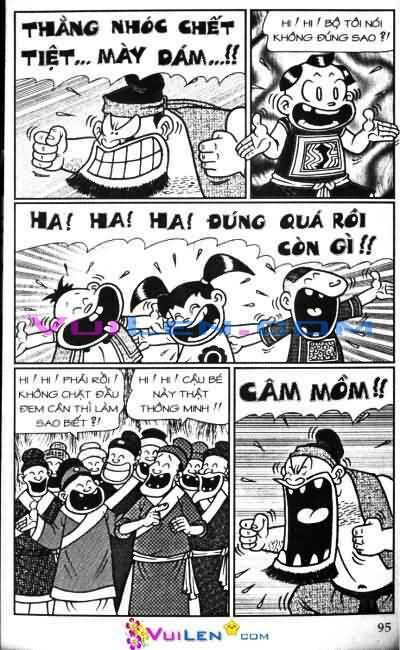 THẰNG NHÓC CHẾT
TIỆT... MÀY DÁM...!!
HI! HI! BỘ TÔI NÓI
KHÔNG ĐÚNG SAO?!
HA! HA! HA! ĐÚNG QUÁ RỒI
CÒN GÌ!!
VuiLen.com
HI! HI! PHẢI RỒI!
KHÔNG CHẶT ĐẦU
ĐEM CÂN THÌ LÀM
SAO BIẾT?!
HI! HI! CẬU BÉ
NÀY THẬT
THÔNG MINH!!
CÂM MỒM!!
95
VuiLen.com